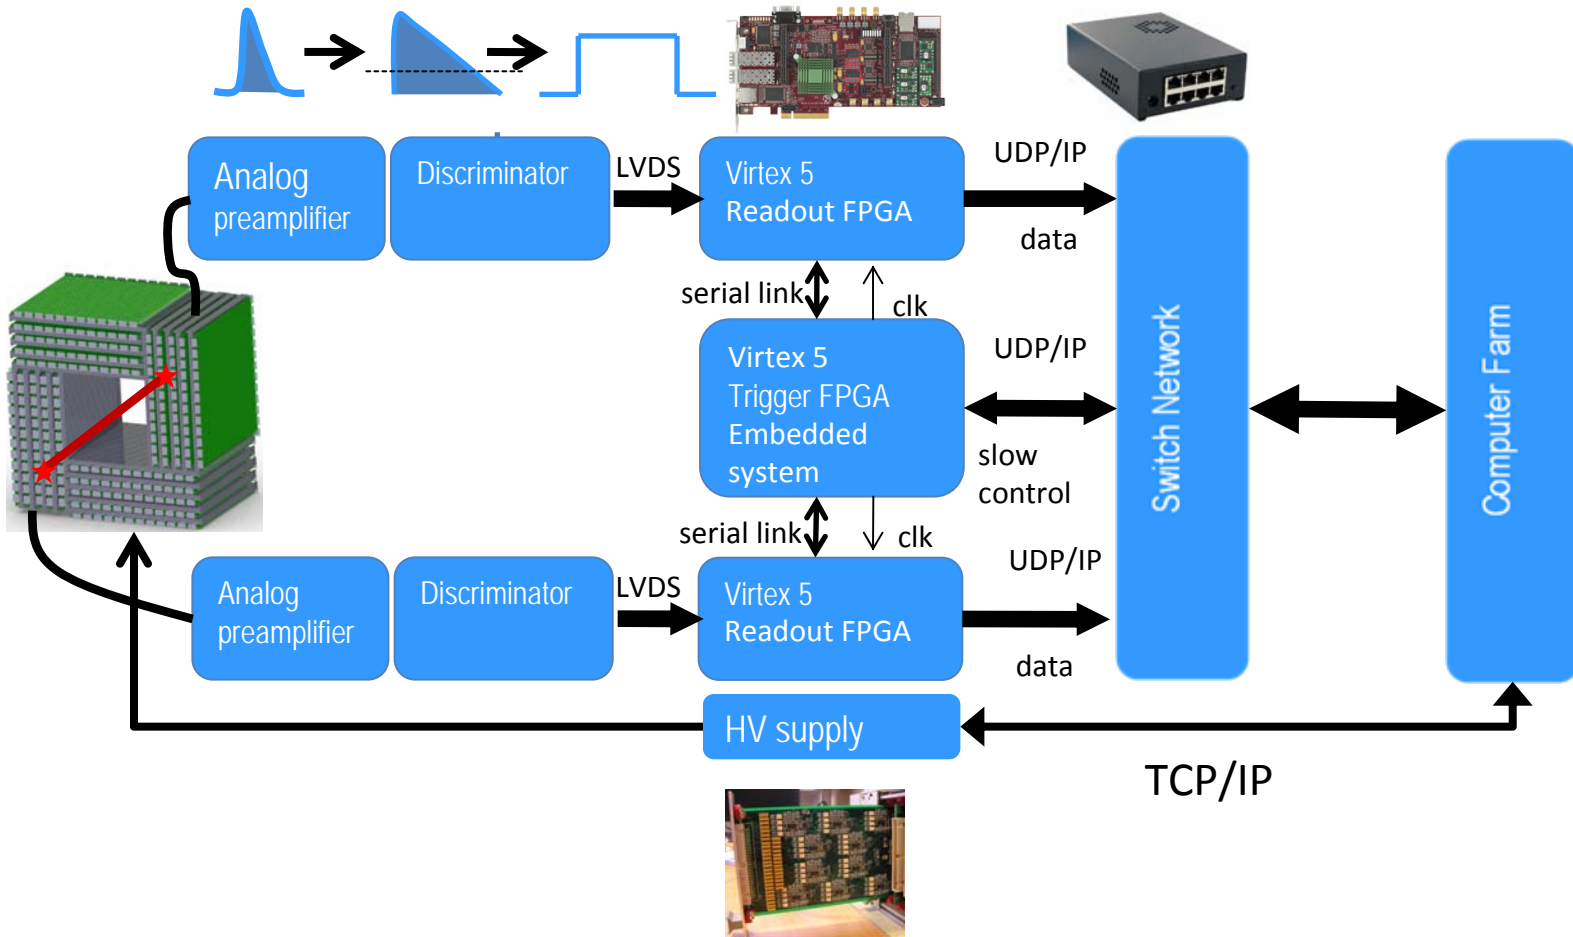 Analog
preamplifier
Discriminator
LVDS
Virtex 5
Readout FPGA
UDP/IP
data
serial link
clk
Virtex 5
Trigger FPGA
Embedded
system
UDP/IP
slow
control
Switch Network
Computer Farm
serial link
clk
Analog
preamplifier
Discriminator
LVDS
Virtex 5
Readout FPGA
UDP/IP
data
HV supply
TCP/IP